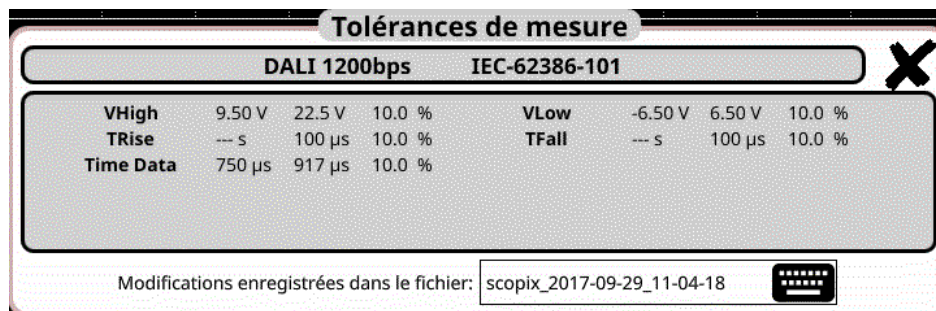 Tolérances de mesure
DALI 1200bps IEC-62386-101
VHigh 9.50 V 22.5 V 10.0 % VLow -6.50 V 6.50 V 10.0 %
TRise --- s 100 µs 10.0 % TFall --- s 100 µs 10.0 %
Time Data 750 µs 917 µs 10.0 %
Modifications enregistrées dans le fichier: scopix_2017-09-29_11-04-18